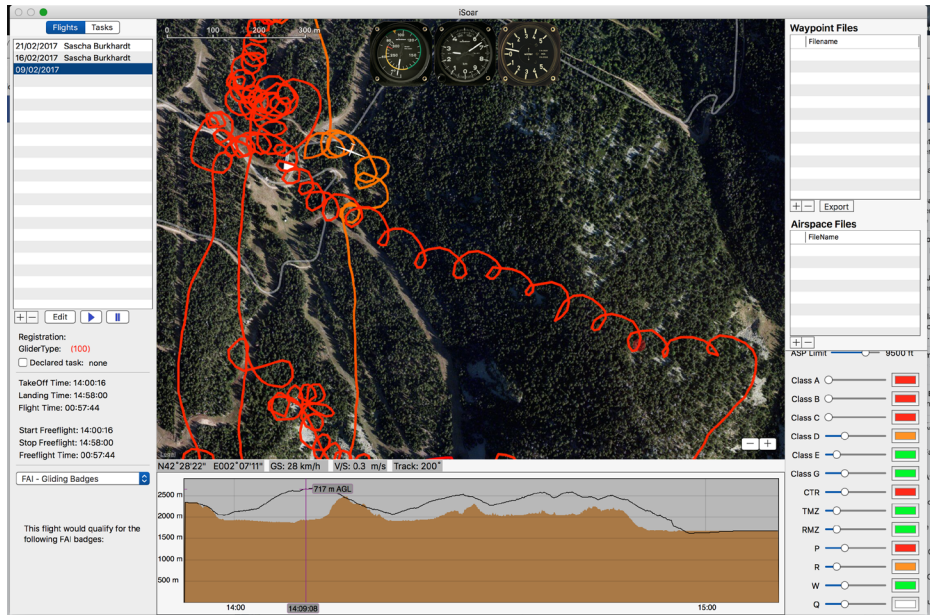 iSoar
Flights Tasks
21/02/2017 Sascha Burkhardt
16/02/2017 Sascha Burkhardt
09/02/2017
+ − Edit
Registration:
GliderType: (100)
Declared task: none
TakeOff Time: 14:00:16
Landing Time: 14:58:00
Flight Time: 00:57:44
Start Freeflight: 14:00:16
Stop Freeflight: 14:58:00
Freeflight Time: 00:57:44
FAI - Gliding Badges
This flight would qualify for the
following FAI badges:
0 100 200 300 m
Legal
− +
N42°28'22" E002°07'11" GS: 28 km/h V/S: 0.3 m/s Track: 200°
717 m AGL
2500 m
2000 m
1500 m
1000 m
500 m
14:00 14:09:08 15:00
Waypoint Files
Filename
+ − Export
Airspace Files
FileName
+ −
ASP Limit 9500 ft
Class A
Class B
Class C
Class D
Class E
Class G
CTR
TMZ
RMZ
P
R
W
Q